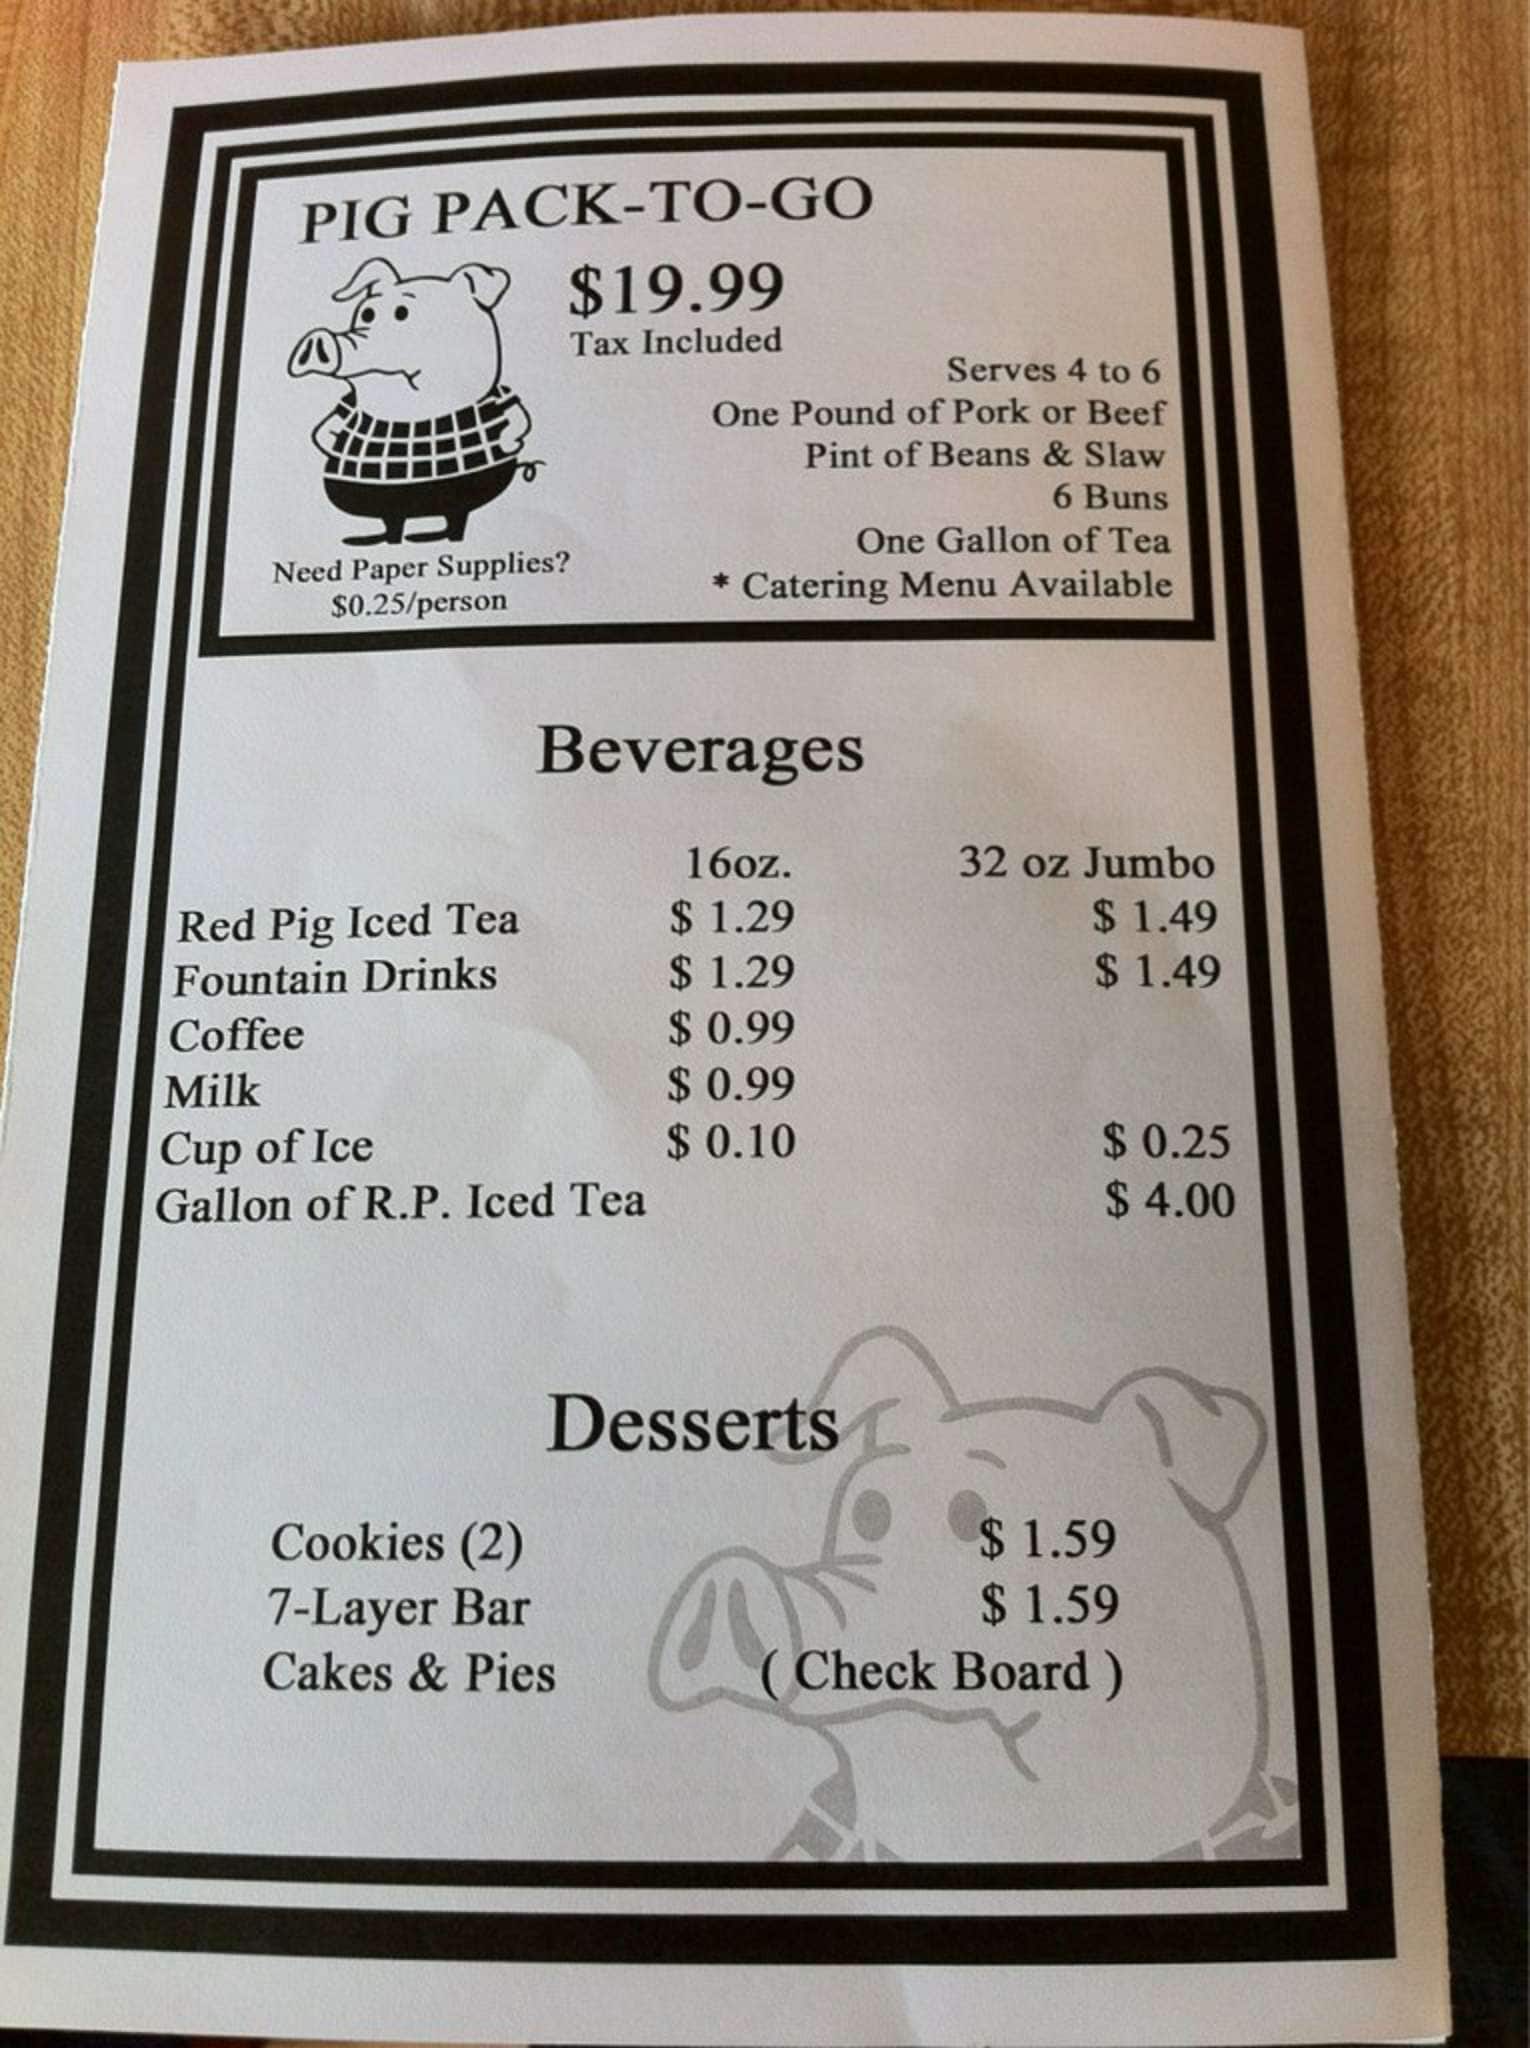 PIG PACK-TO-GO
$19.99
Tax Included
Serves 4 to 6
One Pound of Pork or Beef
Pint of Beans & Slaw
6 Buns
One Gallon of Tea
* Catering Menu Available
Need Paper Supplies?
$0.25/person
Beverages
16oz. 32 oz Jumbo
Red Pig Iced Tea $ 1.29 $ 1.49
Fountain Drinks $ 1.29 $ 1.49
Coffee $ 0.99
Milk $ 0.99
Cup of Ice $ 0.10 $ 0.25
Gallon of R.P. Iced Tea $ 4.00
Desserts
Cookies (2) $ 1.59
7-Layer Bar $ 1.59
Cakes & Pies ( Check Board )